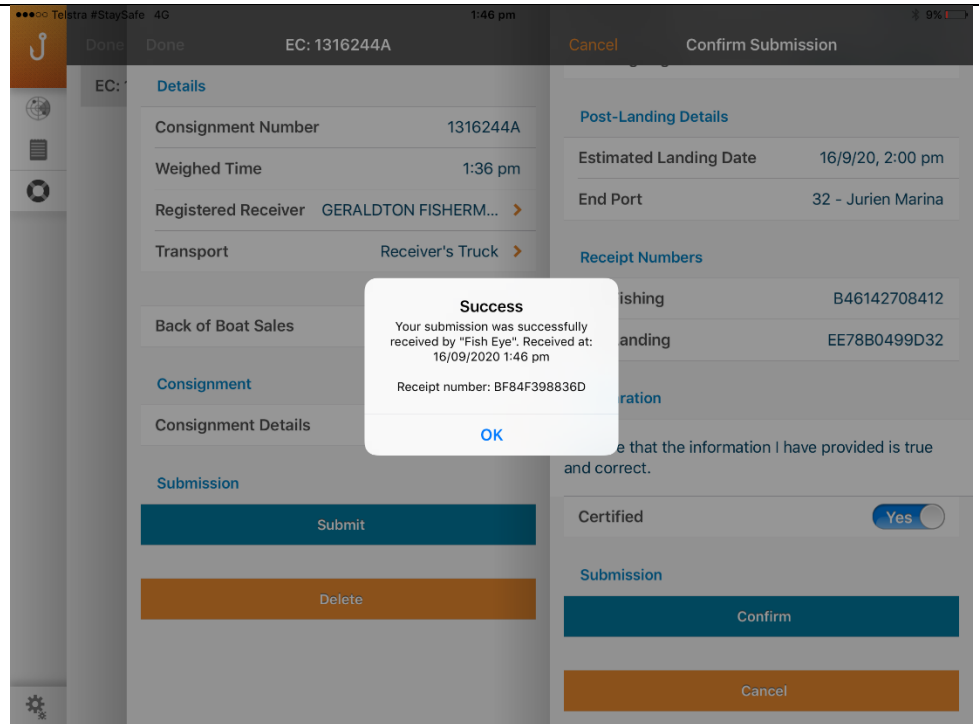 Telstra #StaySafe 4G 1:46 pm 9%
Done Done EC: 1316244A
Cancel Confirm Submission
EC: 1
Details
Consignment Number 1316244A
Weighed Time 1:36 pm
Registered Receiver GERALDTON FISHERM...
Transport Receiver's Truck
Back of Boat Sales
Consignment
Consignment Details
Submission
Submit
Delete
Success
Your submission was successfully
received by "Fish Eye". Received at:
16/09/2020 1:46 pm
Receipt number: BF84F398836D
OK
Post-Landing Details
Estimated Landing Date 16/9/20, 2:00 pm
End Port 32 - Jurien Marina
Receipt Numbers
ishing B46142708412
anding EE78B0499D32
ration
e that the information I have provided is true
and correct.
Certified Yes
Submission
Confirm
Cancel